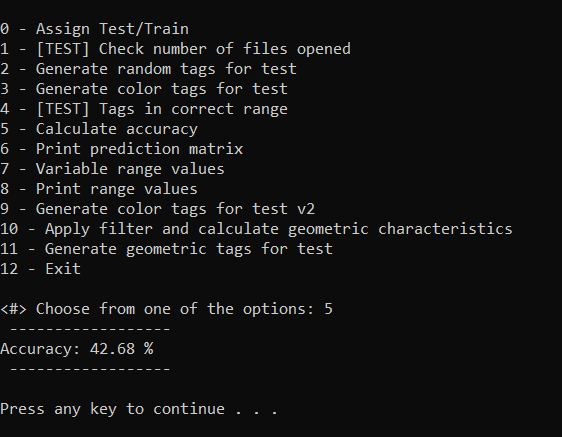 0 - Assign Test/Train
1 - [TEST] Check number of files opened
2 - Generate random tags for test
3 - Generate color tags for test
4 - [TEST] Tags in correct range
5 - Calculate accuracy
6 - Print prediction matrix
7 - Variable range values
8 - Print range values
9 - Generate color tags for test v2
10 - Apply filter and calculate geometric characteristics
11 - Generate geometric tags for test
12 - Exit
<#> Choose from one of the options: 5
------------------
Accuracy: 42.68 %
------------------
Press any key to continue . . .